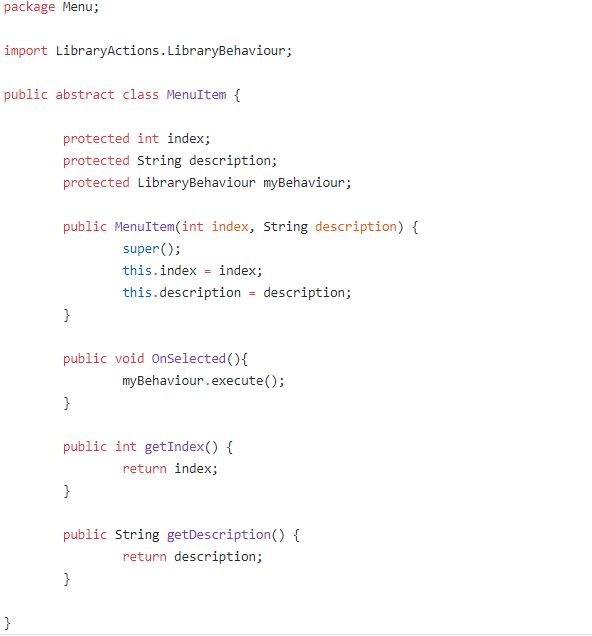 package Menu;
import LibraryActions.LibraryBehaviour;
public abstract class MenuItem {
protected int index;
protected String description;
protected LibraryBehaviour myBehaviour;
public MenuItem(int index, String description) {
super();
this.index = index;
this.description = description;
}
public void OnSelected(){
myBehaviour.execute();
}
public int getIndex() {
return index;
}
public String getDescription() {
return description;
}
}